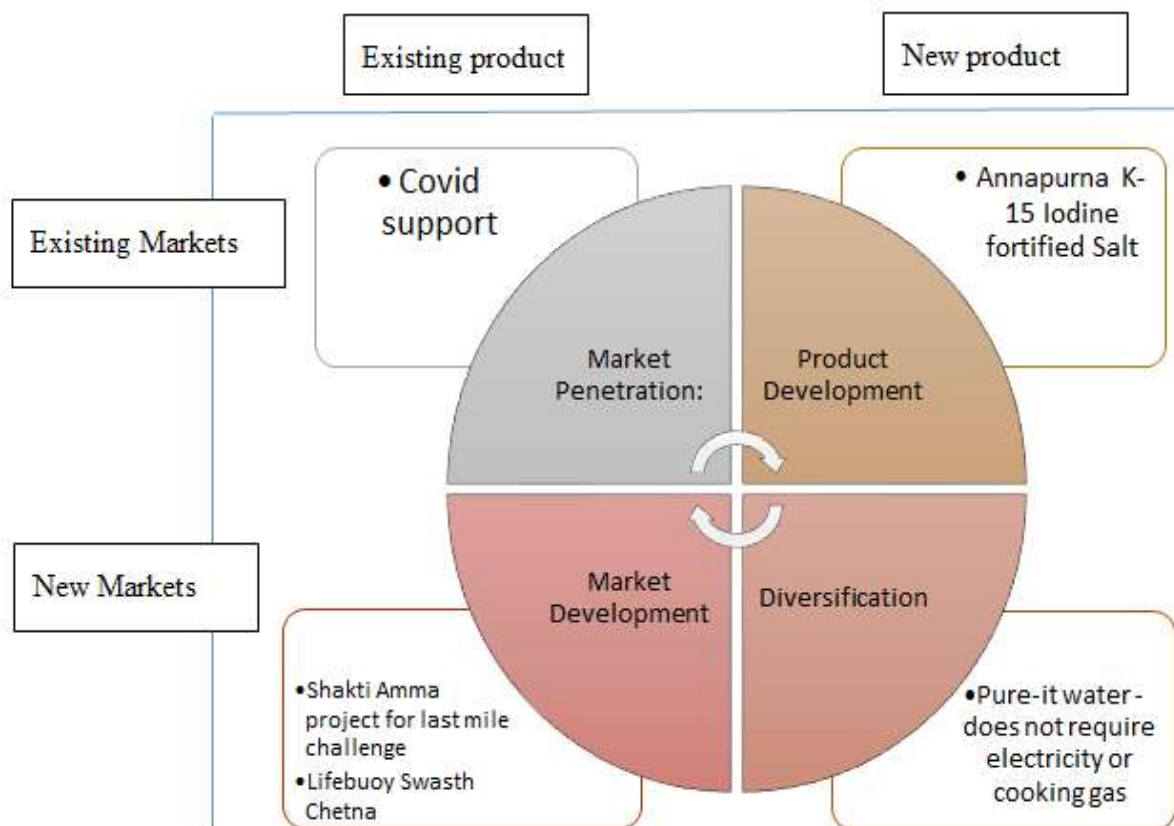 Existing product
New product
Existing Markets
• Covid
support
• Annapurna K-
15 Iodine
fortified Salt
Market
Penetration:
Product
Development
New Markets
Market
Development
Diversification
•Shakti Amma
project for last mile
challenge
•Lifebuoy Swasth
Chetna
•Pure-it water -
does not require
electricity or
cooking gas